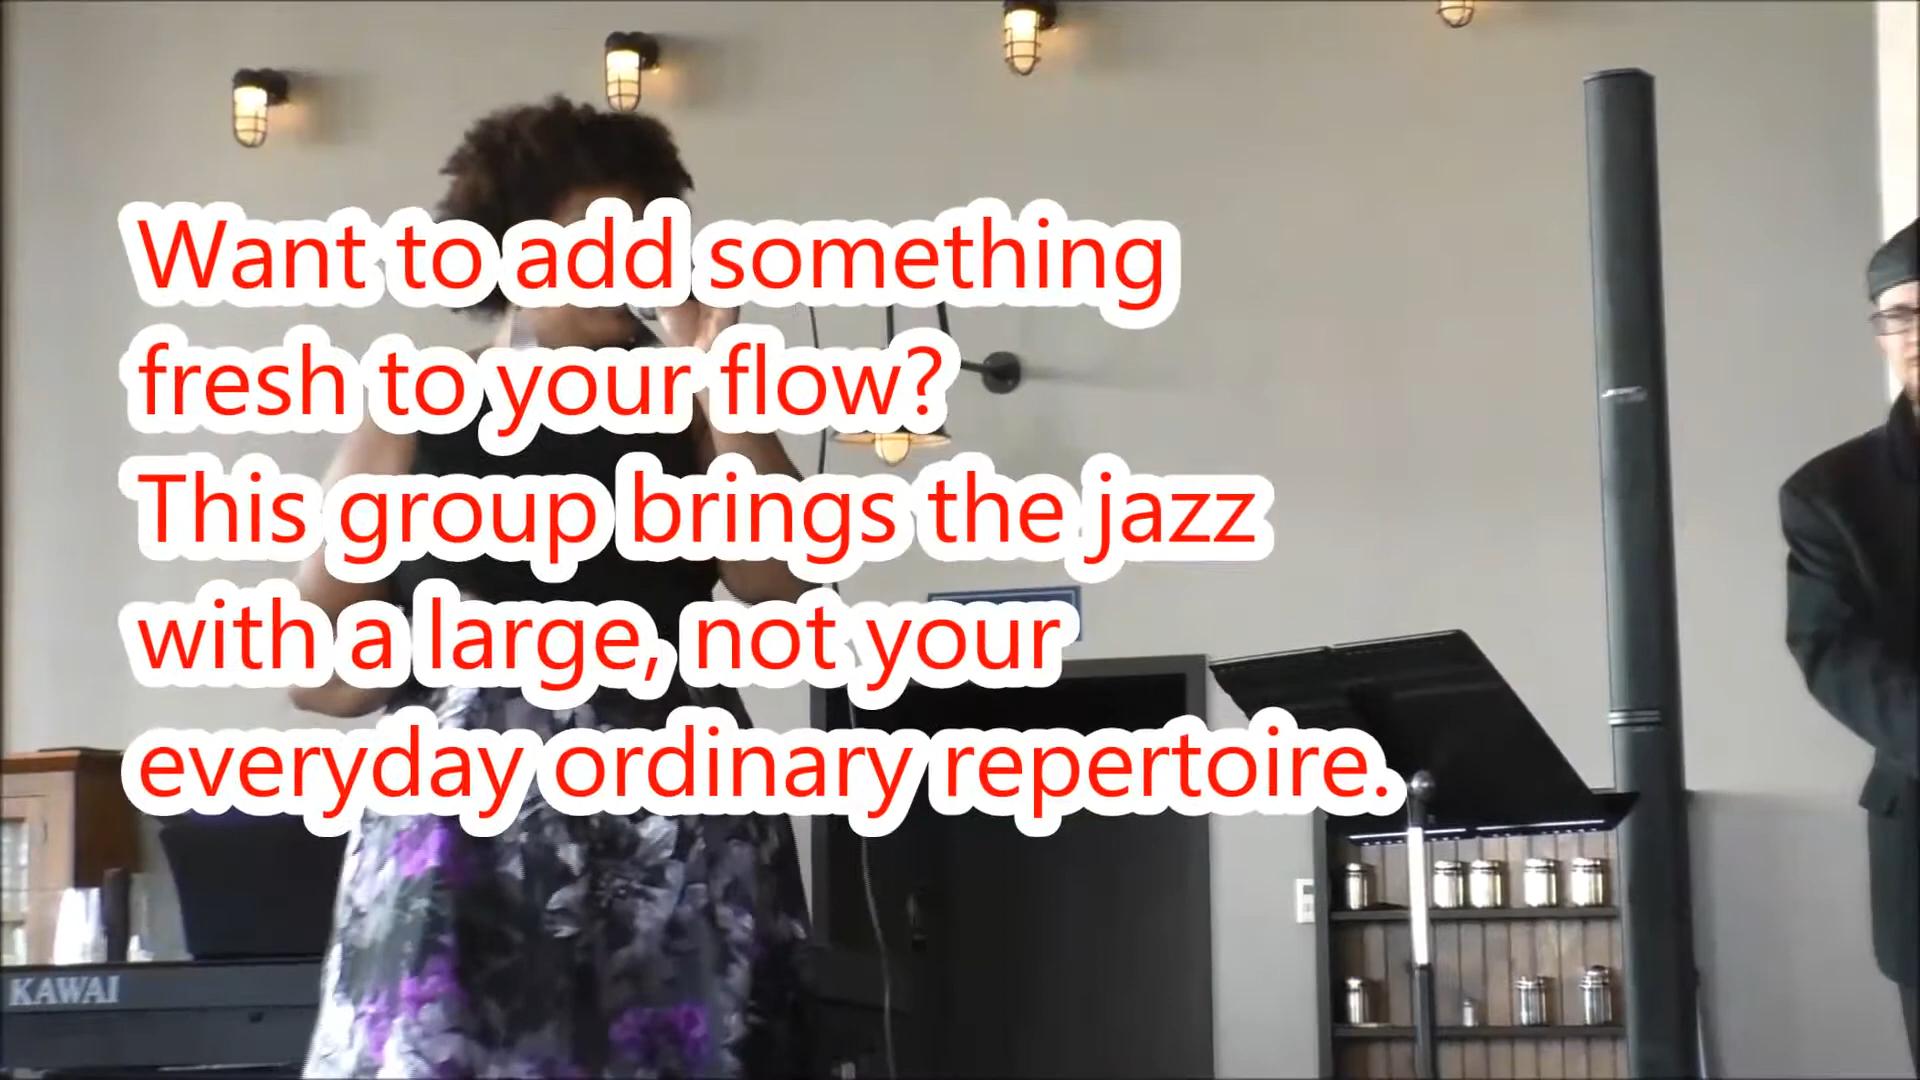 Want to add something
fresh to your flow?
This group brings the jazz
with a large, not your
everyday ordinary repertoire.
KAWAI